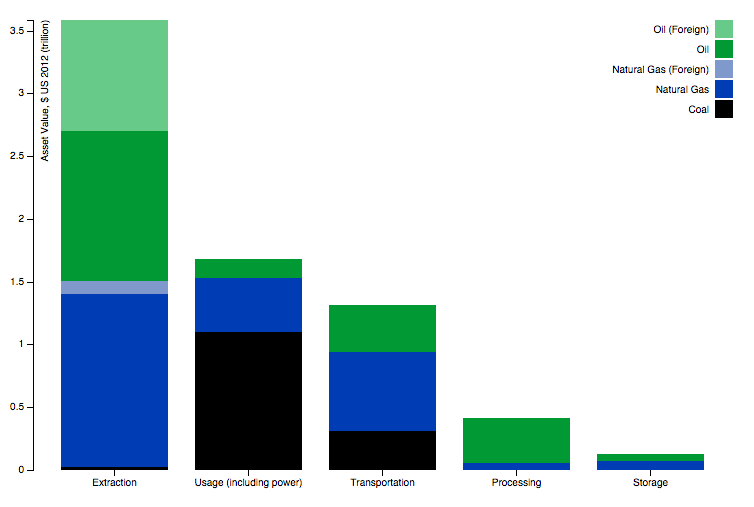 3.5
3
2.5
2
1.5
1
0.5
0
Asset Value, $ US 2012 (trillion)
Oil (Foreign)
Oil
Natural Gas (Foreign)
Natural Gas
Coal
Extraction
Usage (including power)
Transportation
Processing
Storage